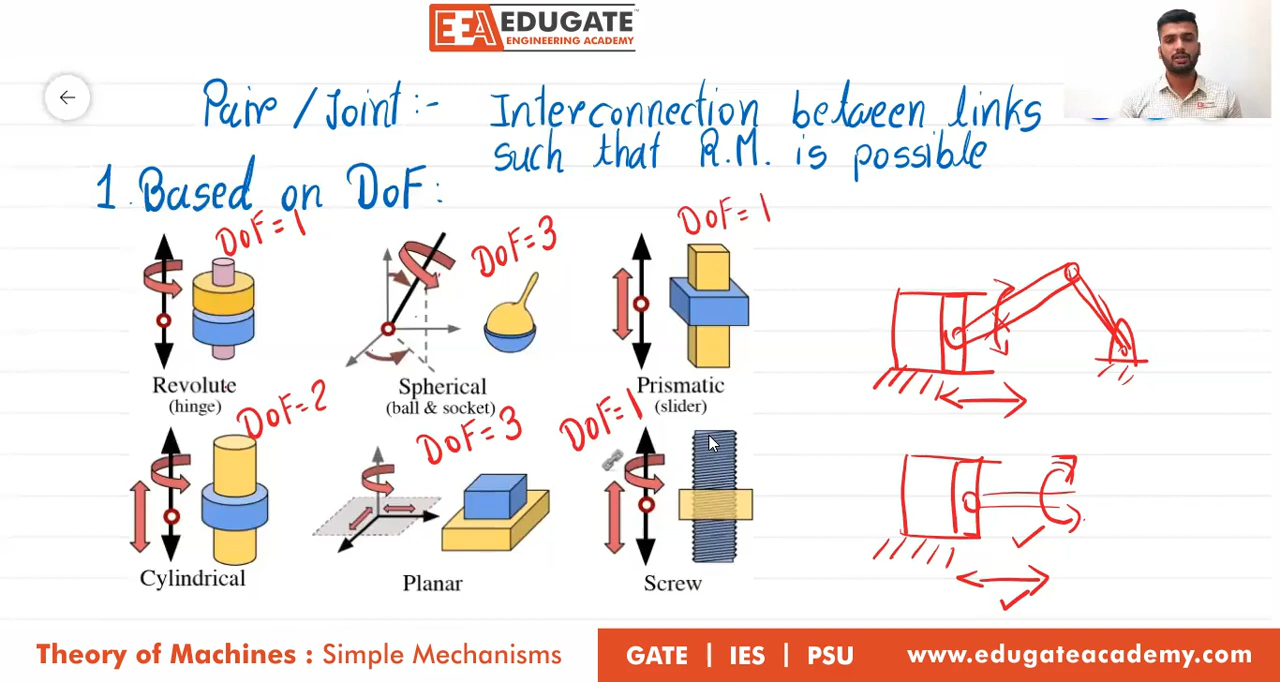 EEA EDUGATE
ENGINEERING ACADEMY
Pair / Joint :- Interconnection between links
such that R.M. is possible
1. Based on DoF :
DoF = 1
DoF = 3
DoF = 1
Revolute
(hinge)
Spherical
(ball & socket)
Prismatic
(slider)
DoF = 2
DoF = 3
DoF = 1
Cylindrical
Planar
Screw
Theory of Machines : Simple Mechanisms
GATE | IES | PSU
www.edugateacademy.com